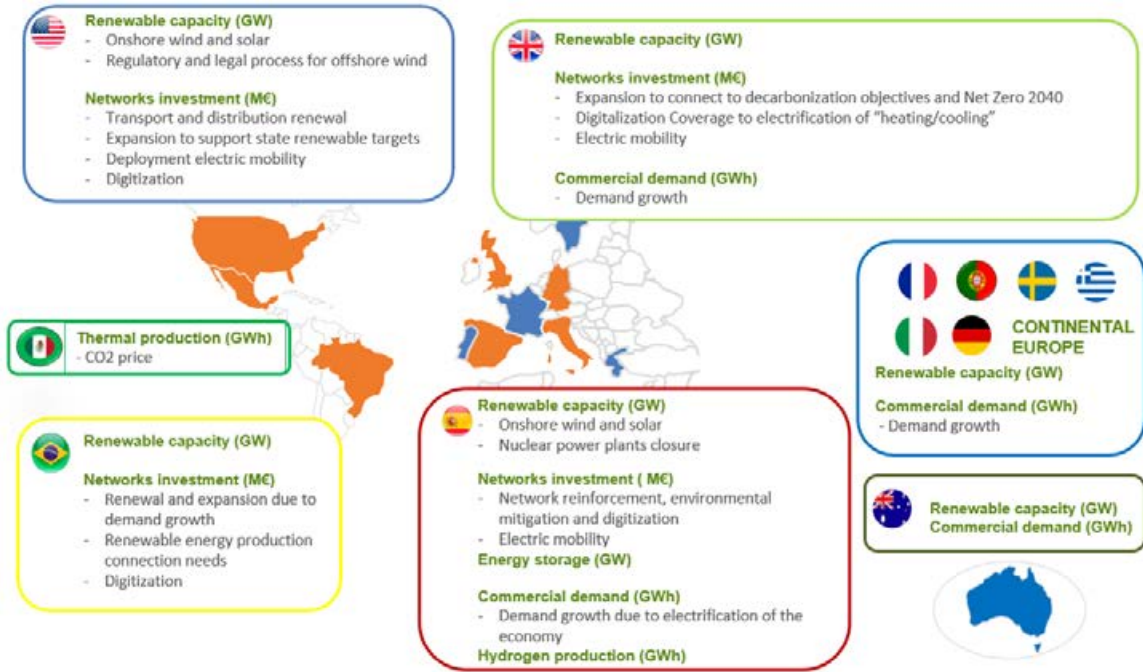 Renewable capacity (GW)
- Onshore wind and solar
- Regulatory and legal process for offshore wind
Networks investment (M€)
- Transport and distribution renewal
- Expansion to support state renewable targets
- Deployment electric mobility
- Digitization
Renewable capacity (GW)
Networks investment (M€)
- Expansion to connect to decarbonization objectives and Net Zero 2040
- Digitalization Coverage to electrification of "heating/cooling"
- Electric mobility
Commercial demand (GWh)
- Demand growth
Thermal production (GWh)
- CO2 price
CONTINENTAL
EUROPE
Renewable capacity (GW)
Commercial demand (GWh)
- Demand growth
Renewable capacity (GW)
Networks investment (M€)
- Renewal and expansion due to
demand growth
- Renewable energy production
connection needs
- Digitization
Renewable capacity (GW)
- Onshore wind and solar
- Nuclear power plants closure
Networks investment ( M€)
- Network reinforcement, environmental
mitigation and digitization
- Electric mobility
Energy storage (GW)
Commercial demand (GWh)
- Demand growth due to electrification of the
economy
Hydrogen production (GWh)
Renewable capacity (GW)
Commercial demand (GWh)